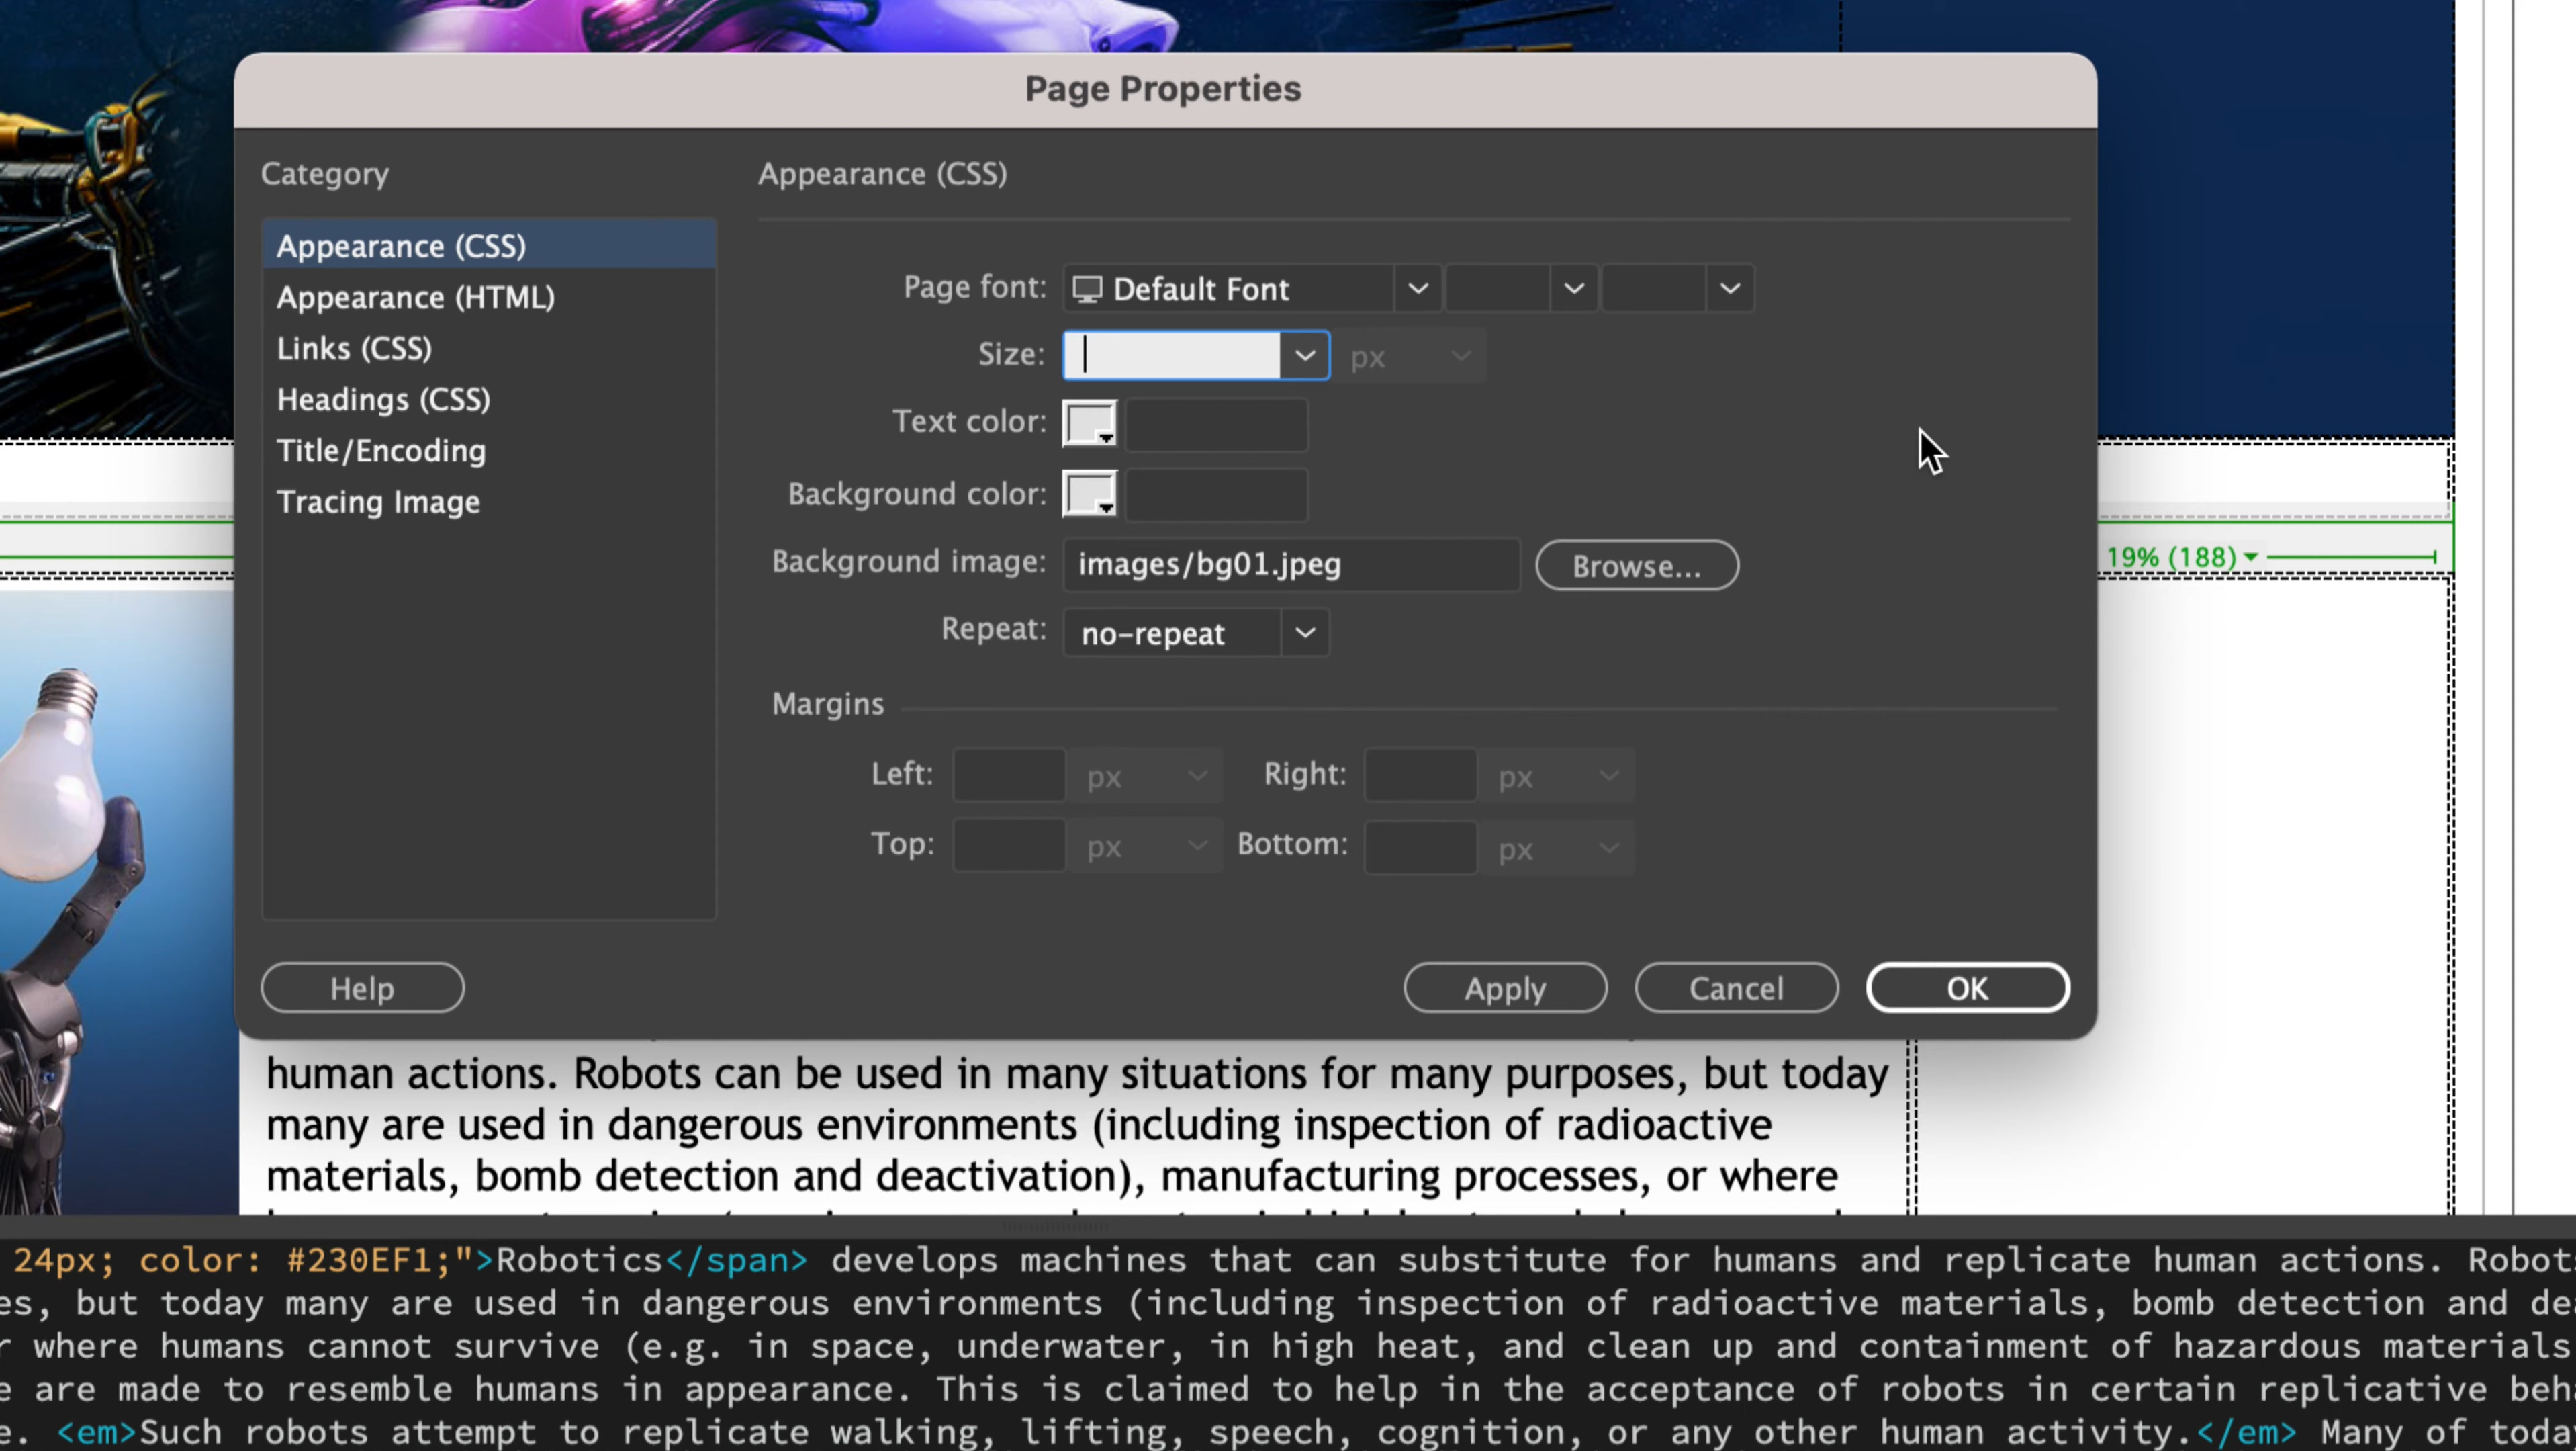 Page Properties
Category
Appearance (CSS)
Appearance (HTML)
Links (CSS)
Headings (CSS)
Title/Encoding
Tracing Image
Appearance (CSS)
Page font: Default Font
Size: px
Text color:
Background color:
Background image: images/bg01.jpeg Browse...
Repeat: no-repeat
Margins
Left: px Right: px
Top: px Bottom: px
Help Apply Cancel OK
19% (188)
human actions. Robots can be used in many situations for many purposes, but today
many are used in dangerous environments (including inspection of radioactive
materials, bomb detection and deactivation), manufacturing processes, or where
24px; color: #230EF1;">Robotics</span> develops machines that can substitute for humans and replicate human actions. Robot
es, but today many are used in dangerous environments (including inspection of radioactive materials, bomb detection and de
r where humans cannot survive (e.g. in space, underwater, in high heat, and clean up and containment of hazardous materials
e are made to resemble humans in appearance. This is claimed to help in the acceptance of robots in certain replicative beh
e. <em>Such robots attempt to replicate walking, lifting, speech, cognition, or any other human activity.</em> Many of toda